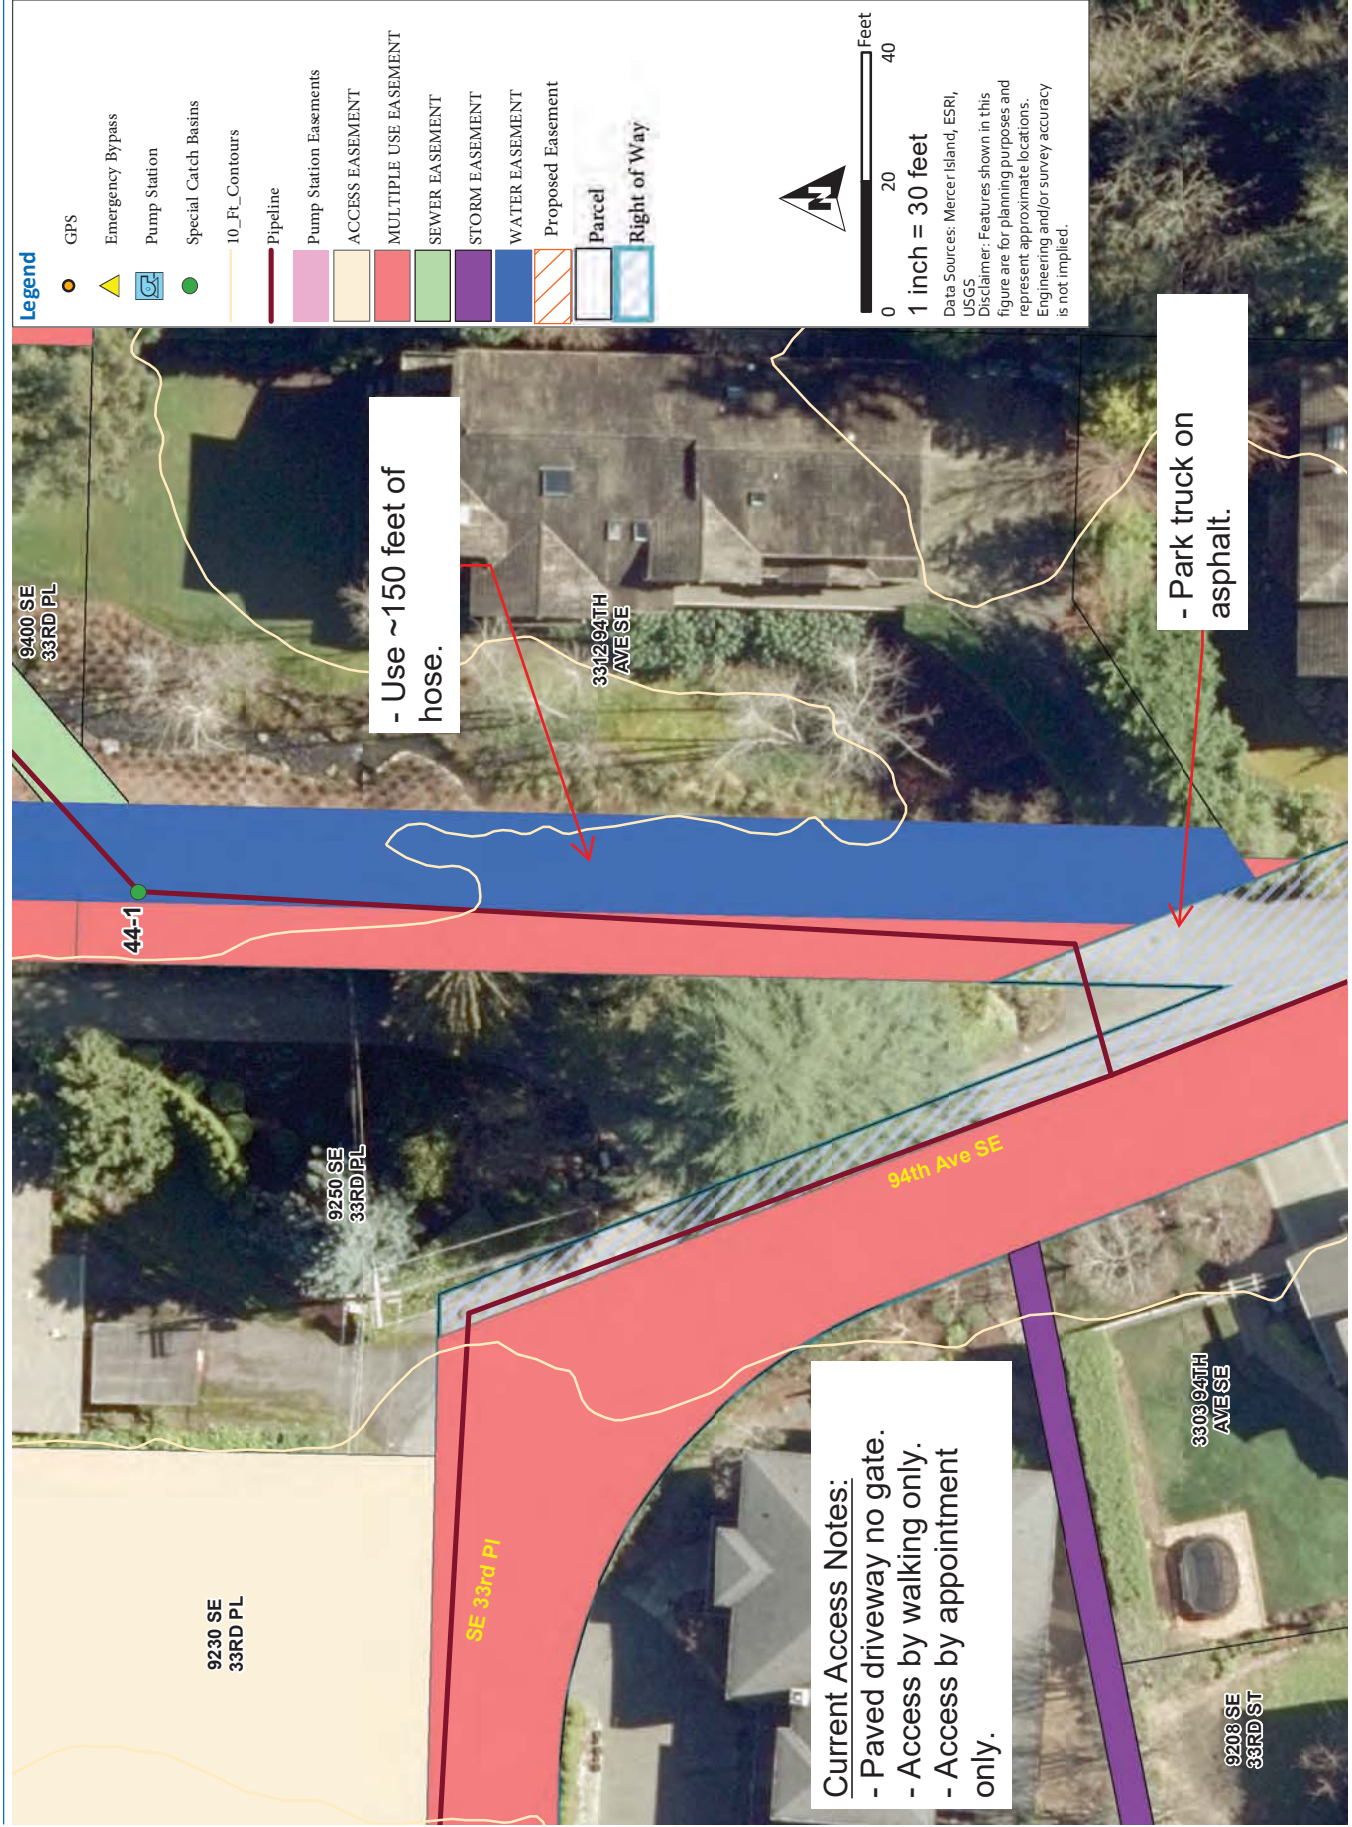 Legend
GPS
Emergency Bypass
Pump Station
Special Catch Basins
10_Ft_Contours
Pipeline
Pump Station Easements
ACCESS EASEMENT
MULTIPLE USE EASEMENT
SEWER EASEMENT
STORM EASEMENT
WATER EASEMENT
Proposed Easement
Parcel
Right of Way
N
0 20 40
Feet
1 inch = 30 feet
Data Sources: Mercer Island, ESRI,
USGS
Disclaimer: Features shown in this
figure are for planning purposes and
represent approximate locations.
Engineering and/or survey accuracy
is not implied.
9400 SE
33RD PL
- Use ~150 feet of
hose.
3312 94TH
AVE SE
- Park truck on
asphalt.
44-1
9250 SE
33RD PL
94th Ave SE
9230 SE
33RD PL
SE 33rd Pl
Current Access Notes:
- Paved driveway no gate.
- Access by walking only.
- Access by appointment
only.
3303 94TH
AVE SE
9208 SE
33RD ST